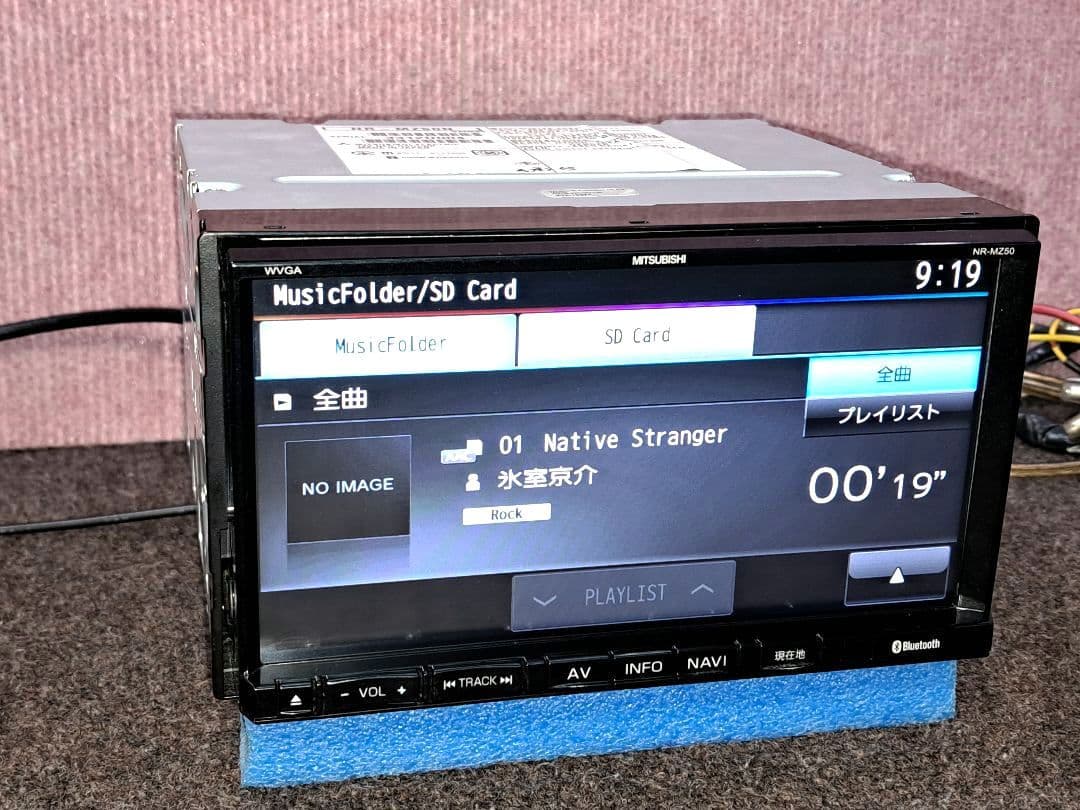 NR-MZ50N
WVGA
MITSUBISHI
NR-MZ50
MusicFolder/SD Card
9:19
MusicFolder
SD Card
全曲
全曲
プレイリスト
NO IMAGE
01 Native Stranger
氷室京介
00'19”
Rock
PLAYLIST
− VOL +
TRACK
AV
INFO
NAVI
現在地
Bluetooth